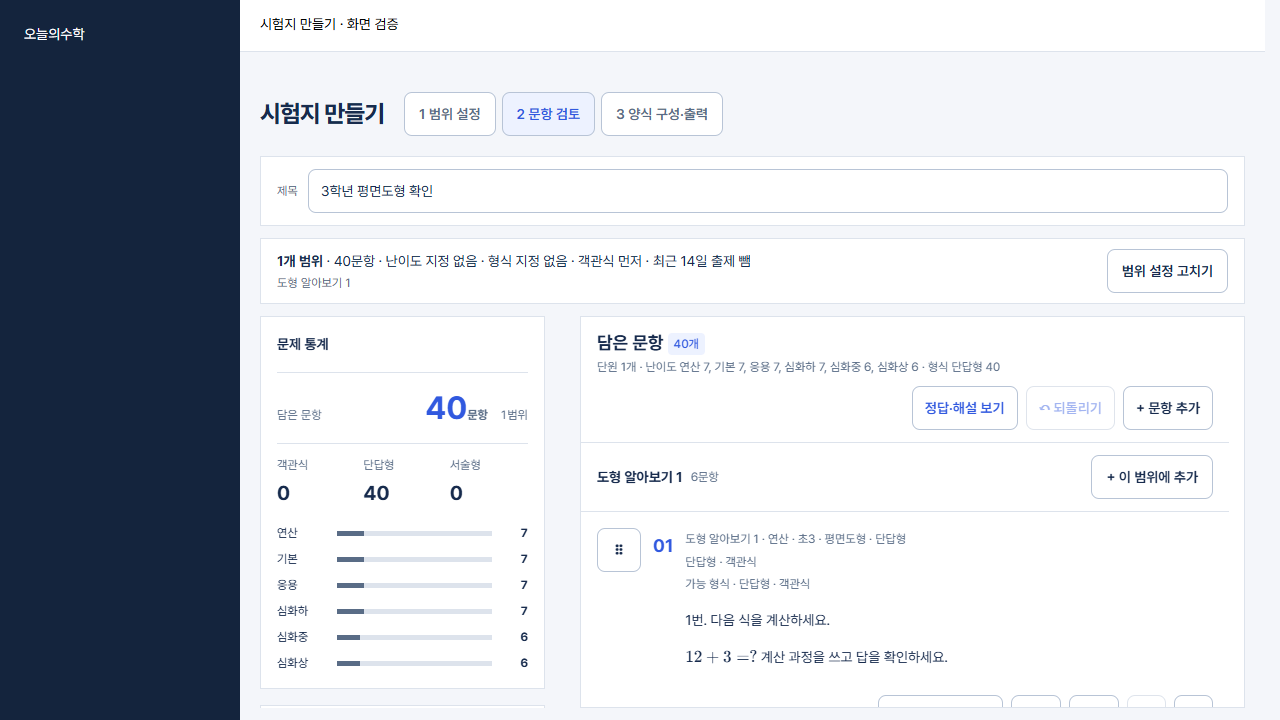 오늘의수학
시험지 만들기 · 화면 검증
시험지 만들기
1 범위 설정
2 문항 검토
3 양식 구성·출력
제목
3학년 평면도형 확인
1개 범위 · 40문항 · 난이도 지정 없음 · 형식 지정 없음 · 객관식 먼저 · 최근 14일 출제 뺌
도형 알아보기 1
범위 설정 고치기
문제 통계
담은 문항 40문항 1범위
객관식 단답형 서술형
0 40 0
연산 7
기본 7
응용 7
심화하 7
심화중 6
심화상 6
담은 문항 40개
단원 1개 · 난이도 연산 7, 기본 7, 응용 7, 심화하 7, 심화중 6, 심화상 6 · 형식 단답형 40
정답·해설 보기
↶ 되돌리기
+ 문항 추가
도형 알아보기 1 6문항
+ 이 범위에 추가
01
도형 알아보기 1 · 연산 · 초3 · 평면도형 · 단답형
단답형 · 객관식
가능 형식 · 단답형 · 객관식
1번. 다음 식을 계산하세요.
12 + 3 =? 계산 과정을 쓰고 답을 확인하세요.